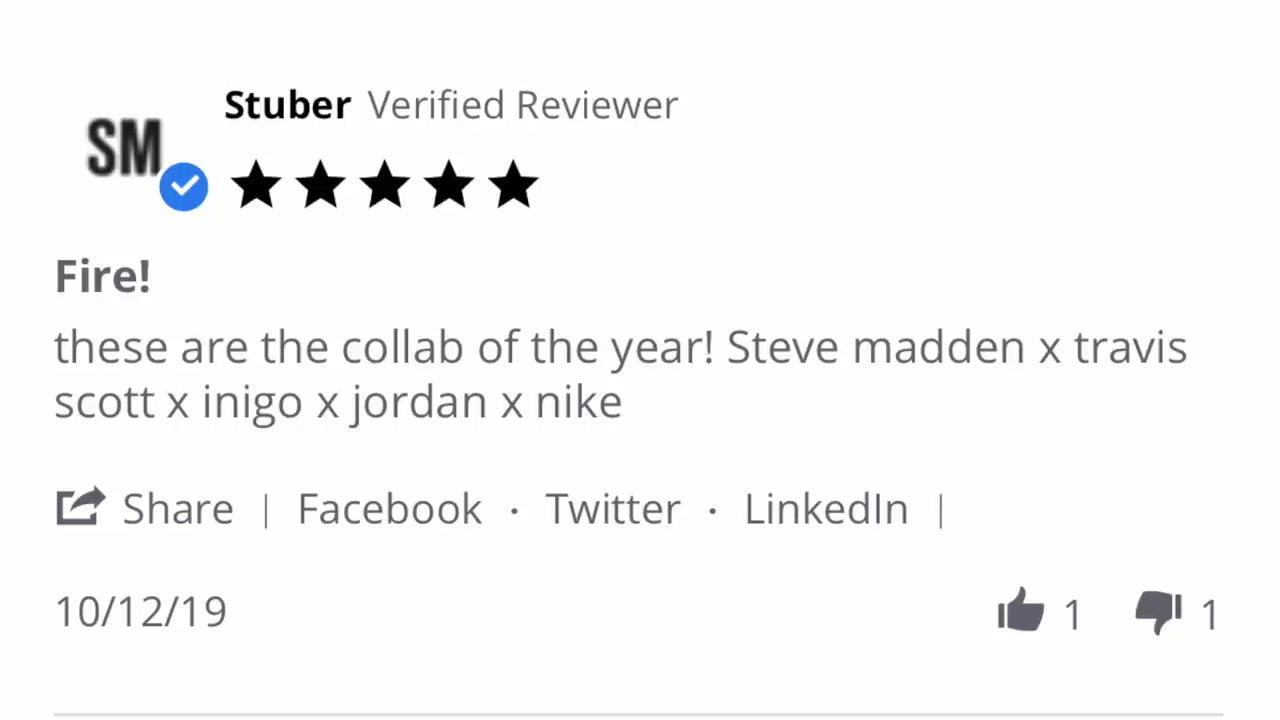 SM
Stuber Verified Reviewer
Fire!
these are the collab of the year! Steve madden x travis
scott x inigo x jordan x nike
Share | Facebook · Twitter · LinkedIn |
10/12/19 1 1